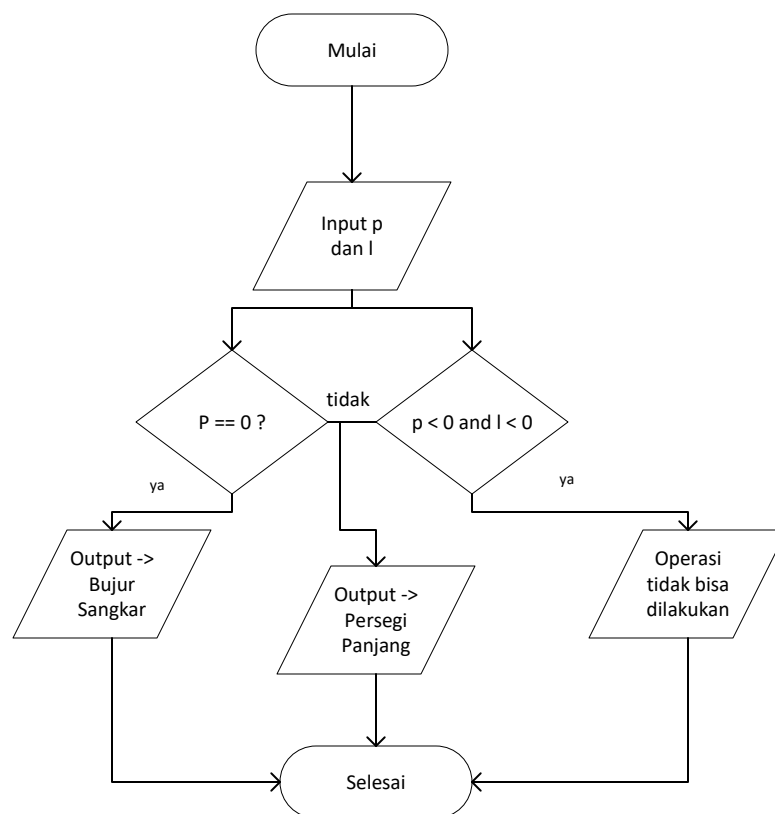 Mulai
Input p
dan l
P == 0 ?
tidak
p < 0 and l < 0
ya
ya
Output ->
Bujur
Sangkar
Output ->
Persegi
Panjang
Operasi
tidak bisa
dilakukan
Selesai